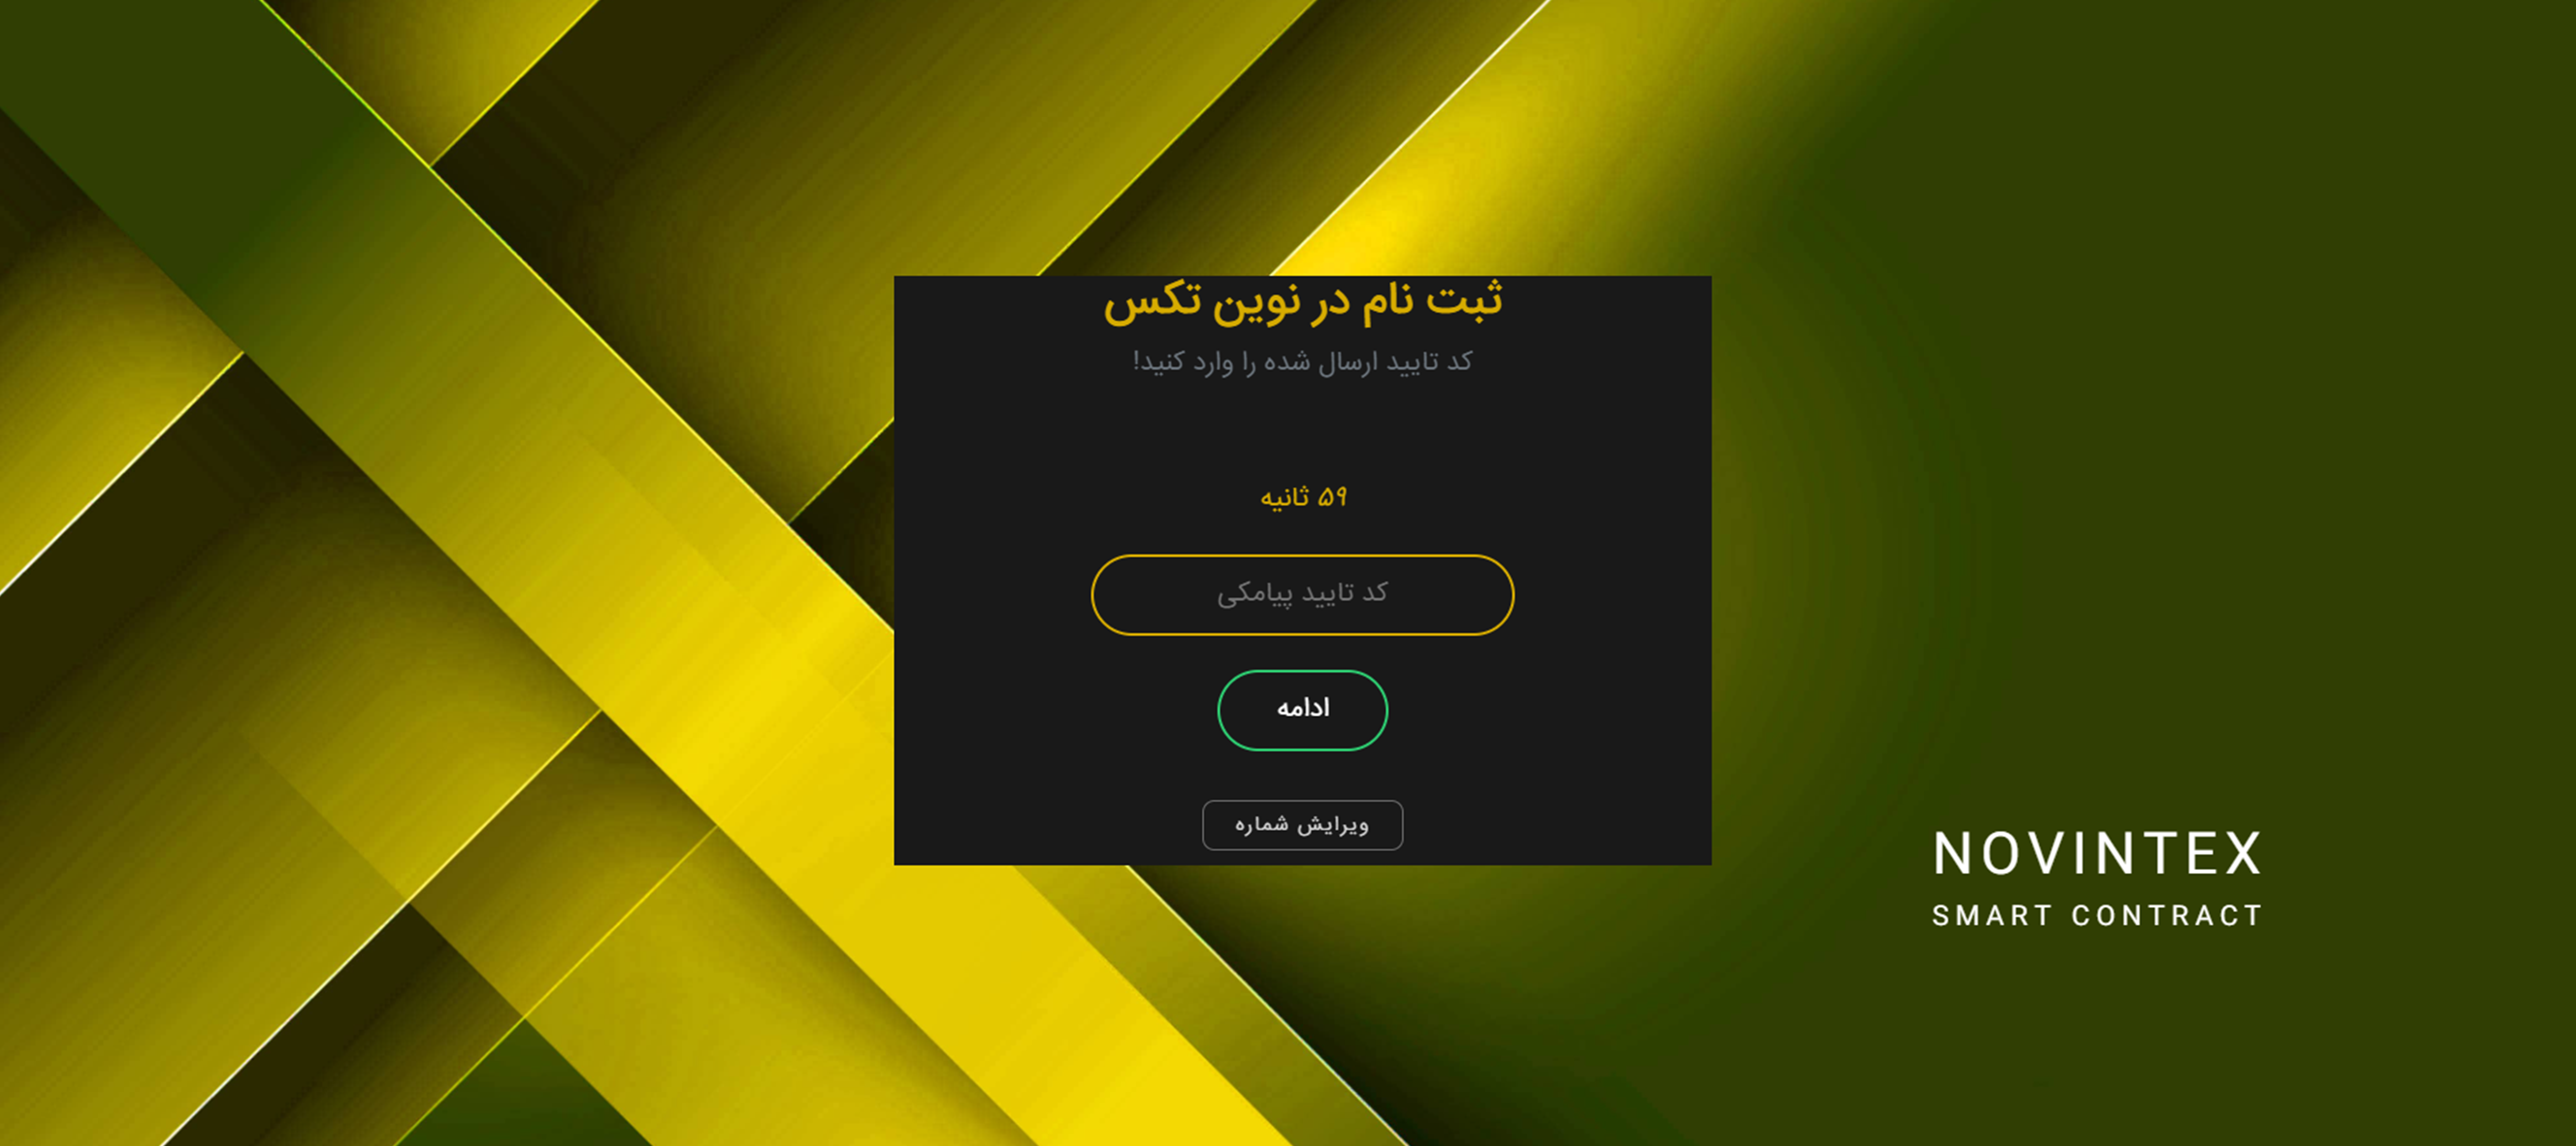 ثبت نام در نوین تکس
کد تایید ارسال شده را وارد کنید!
۵۹ ثانیه
کد تایید پیامکی
ادامه
ویرایش شماره
NOVINTEX
SMART CONTRACT